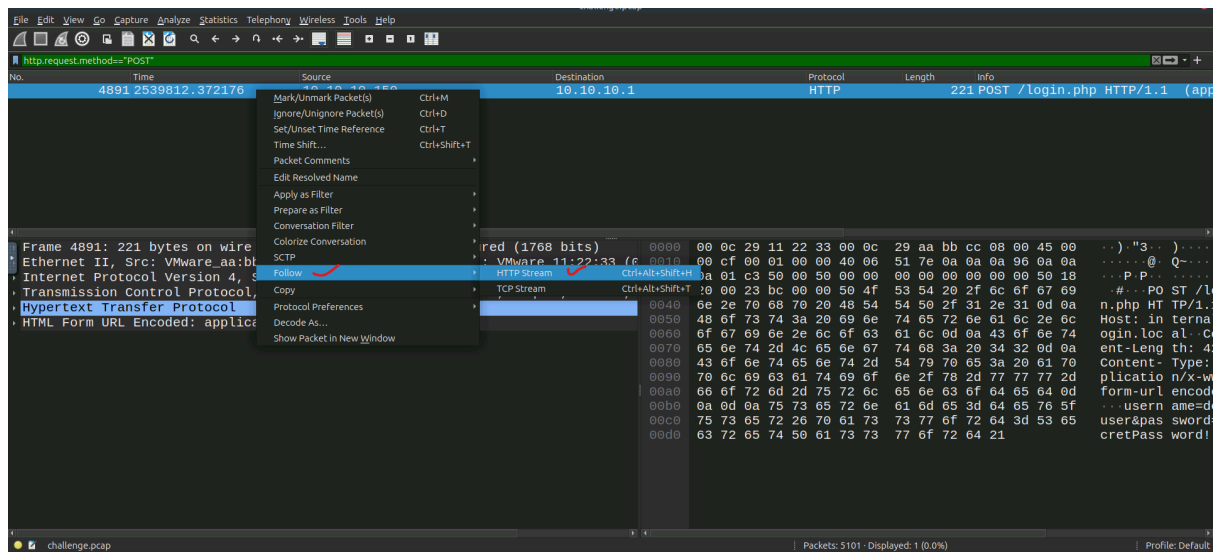 challenge.pcap
File Edit View Go Capture Analyze Statistics Telephony Wireless Tools Help
http.request.method=="POST"
No. Time Source Destination Protocol Length Info
4891 2539812.372176 10.10.10.150 10.10.10.1 HTTP 221 POST /login.php HTTP/1.1 (app
Mark/Unmark Packet(s) Ctrl+M
Ignore/Unignore Packet(s) Ctrl+D
Set/Unset Time Reference Ctrl+T
Time Shift... Ctrl+Shift+T
Packet Comments
Edit Resolved Name
Apply as Filter
Prepare as Filter
Conversation Filter
Colorize Conversation
SCTP
Follow
HTTP Stream Ctrl+Alt+Shift+H
TCP Stream Ctrl+Alt+Shift+T
Copy
Protocol Preferences
Decode As...
Show Packet in New Window
Frame 4891: 221 bytes on wire red (1768 bits)
Ethernet II, Src: VMware_aa:bb : VMware 11:22:33 (0
Internet Protocol Version 4, S
Transmission Control Protocol,
Hypertext Transfer Protocol
HTML Form URL Encoded: applica
0000 00 0c 29 11 22 33 00 0c 29 aa bb cc 08 00 45 00 ··)·"3·· )·····
0010 00 cf 00 01 00 00 40 06 51 7e 0a 0a 0a 96 0a 0a ······@· Q~····
0a 01 c3 50 00 50 00 00 00 00 00 00 00 00 50 18 ···P·P··
20 00 23 bc 00 00 50 4f 53 54 20 2f 6c 6f 67 69 ·#···PO ST /lo
0040 6e 2e 70 68 70 20 48 54 54 50 2f 31 2e 31 0d 0a n.php HT TP/1.1
0050 48 6f 73 74 3a 20 69 6e 74 65 72 6e 61 6c 2e 6c Host: in terna
0060 6f 67 69 6e 2e 6c 6f 63 61 6c 0d 0a 43 6f 6e 74 ogin.loc al··Co
0070 65 6e 74 2d 4c 65 6e 67 74 68 3a 20 34 32 0d 0a ent-Leng th: 42
0080 43 6f 6e 74 65 6e 74 2d 54 79 70 65 3a 20 61 70 Content- Type:
0090 70 6c 69 63 61 74 69 6f 6e 2f 78 2d 77 77 77 2d plicatio n/x-ww
00a0 66 6f 72 6d 2d 75 72 6c 65 6e 63 6f 64 65 64 0d form-url encode
00b0 0a 0d 0a 75 73 65 72 6e 61 6d 65 3d 64 65 76 5f ···usern ame=de
00c0 75 73 65 72 26 70 61 73 73 77 6f 72 64 3d 53 65 user&pas sword=
00d0 63 72 65 74 50 61 73 73 77 6f 72 64 21 cretPass word!
challenge.pcap Packets: 5101 · Displayed: 1 (0.0%) Profile: Default